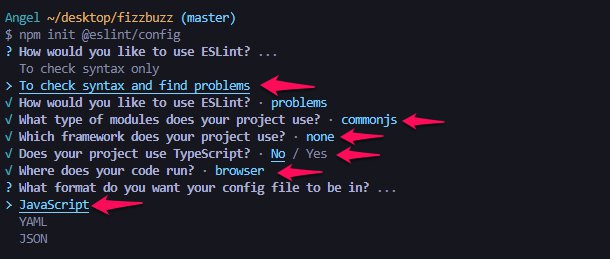 Angel ~/desktop/fizzbuzz (master)
$ npm init @eslint/config
? How would you like to use ESLint? ...
To check syntax only
> To check syntax and find problems
√ How would you like to use ESLint? · problems
√ What type of modules does your project use? · commonjs
√ Which framework does your project use? · none
√ Does your project use TypeScript? · No / Yes
√ Where does your code run? · browser
? What format do you want your config file to be in? ...
> JavaScript
YAML
JSON